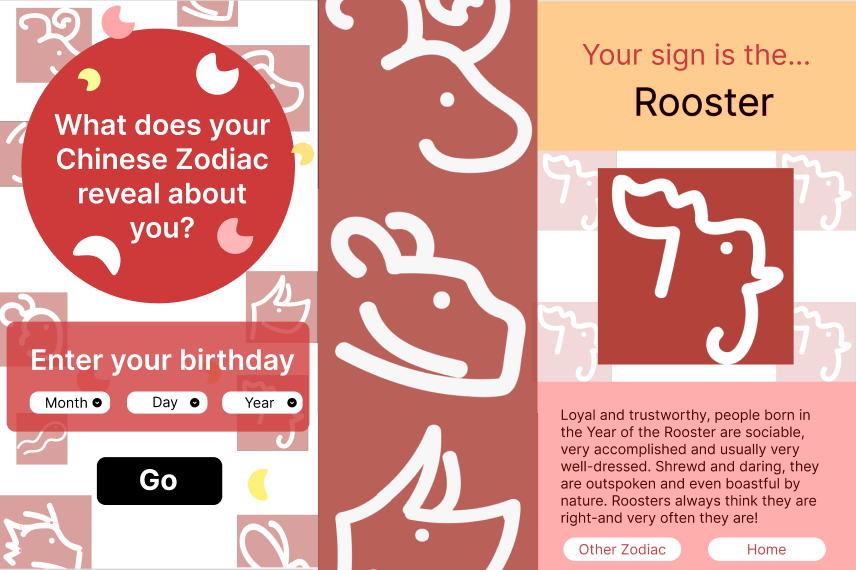 What does your
Chinese Zodiac
reveal about
you?
Enter your birthday
Month
Day
Year
Go
Your sign is the...
Rooster
Loyal and trustworthy, people born in
the Year of the Rooster are sociable,
very accomplished and usually very
well-dressed. Shrewd and daring, they
are outspoken and even boastful by
nature. Roosters always think they are
right-and very often they are!
Other Zodiac
Home